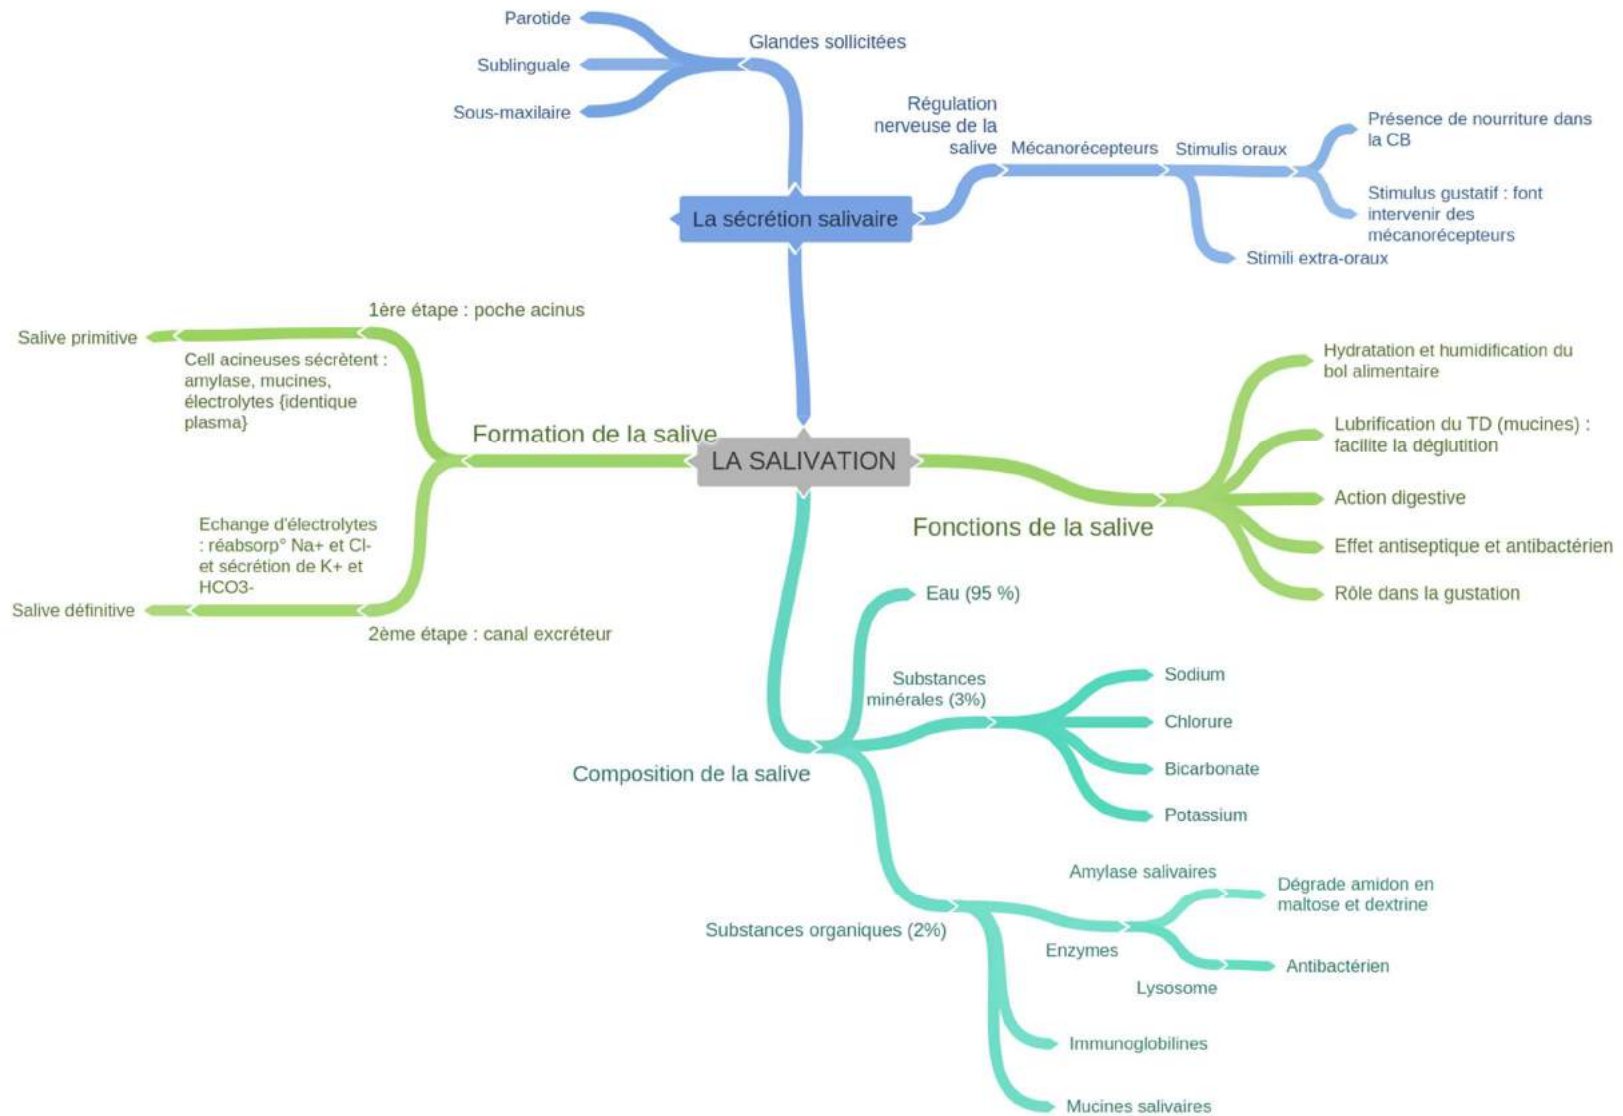 Parotide
Sublinguale
Sous-maxilaire
Glandes sollicitées
La sécrétion salivaire
Régulation
nerveuse de la
salive
Mécanorécepteurs
Stimulis oraux
Présence de nourriture dans
la CB
Stimulus gustatif : font
intervenir des
mécanorécepteurs
Stimili extra-oraux
LA SALIVATION
Formation de la salive
1ère étape : poche acinus
Cell acineuses sécrètent :
amylase, mucines,
électrolytes {identique
plasma}
Salive primitive
2ème étape : canal excréteur
Echange d'électrolytes
: réabsorp° Na+ et Cl-
et sécrétion de K+ et
HCO3-
Salive définitive
Fonctions de la salive
Hydratation et humidification du
bol alimentaire
Lubrification du TD (mucines) :
facilite la déglutition
Action digestive
Effet antiseptique et antibactérien
Rôle dans la gustation
Composition de la salive
Eau (95 %)
Substances
minérales (3%)
Sodium
Chlorure
Bicarbonate
Potassium
Substances organiques (2%)
Enzymes
Amylase salivaires
Dégrade amidon en
maltose et dextrine
Lysosome
Antibactérien
Immunoglobilines
Mucines salivaires